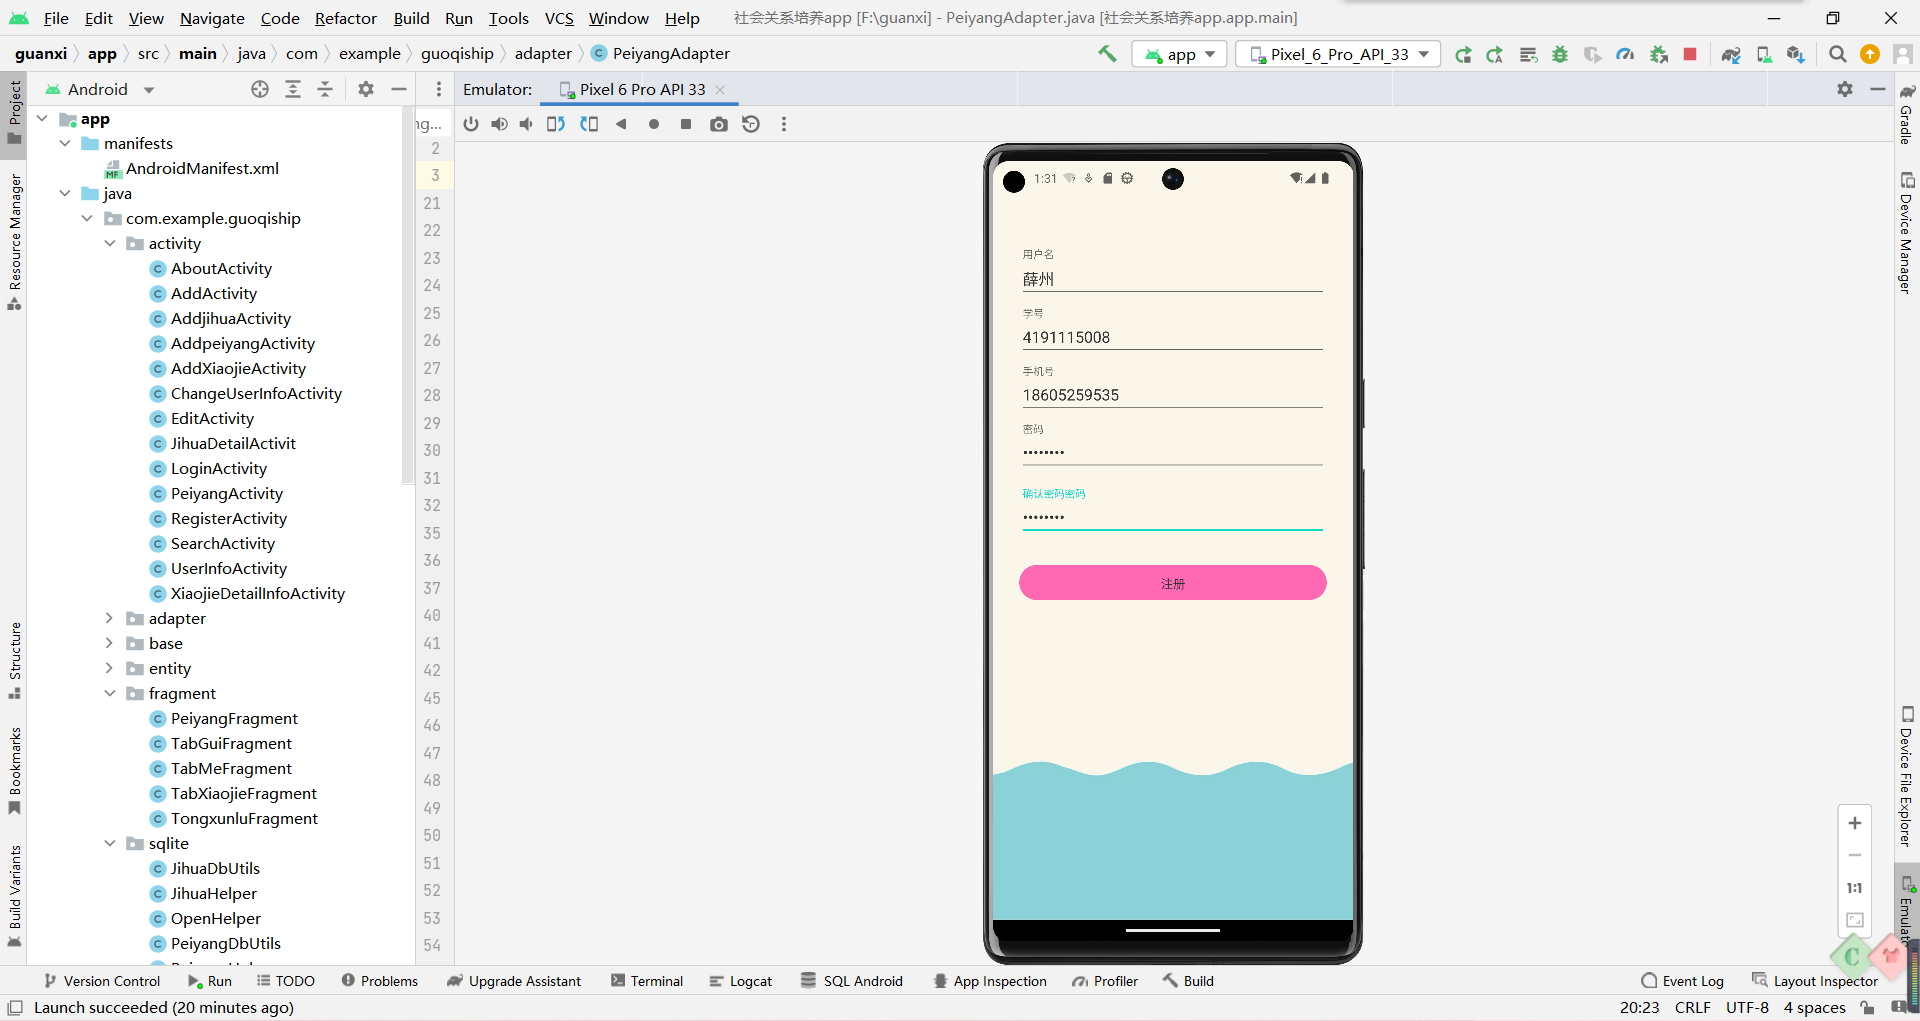 File Edit View Navigate Code Refactor Build Run Tools VCS Window Help 社会关系培养app [F:\guanxi] - PeiyangAdapter.java [社会关系培养app.app.main]
guanxi app src main java com example guoqiship adapter PeiyangAdapter app Pixel_6_Pro_API_33
Android Emulator: Pixel 6 Pro API 33
Project
Resource Manager
Structure
Bookmarks
Build Variants
app
manifests
AndroidManifest.xml
java
com.example.guoqiship
activity
AboutActivity
AddActivity
AddjihuaActivity
AddpeiyangActivity
AddXiaojieActivity
ChangeUserInfoActivity
EditActivity
JihuaDetailActivit
LoginActivity
PeiyangActivity
RegisterActivity
SearchActivity
UserInfoActivity
XiaojieDetailInfoActivity
adapter
base
entity
fragment
PeiyangFragment
TabGuiFragment
TabMeFragment
TabXiaojieFragment
TongxunluFragment
sqlite
JihuaDbUtils
JihuaHelper
OpenHelper
PeiyangDbUtils
ng...
2
3
21
22
23
24
25
26
27
28
29
30
31
32
35
36
37
40
41
42
45
46
47
48
49
50
51
52
53
54
1:31
用户名
薛州
学号
4191115008
手机号
18605259535
密码
••••••••
确认密码密码
••••••••
注册
1:1
Gradle
Device Manager
Device File Explorer
Emulato
C
Version Control Run TODO Problems Upgrade Assistant Terminal Logcat SQL Android App Inspection Profiler Build Event Log Layout Inspector
Launch succeeded (20 minutes ago) 20:23 CRLF UTF-8 4 spaces